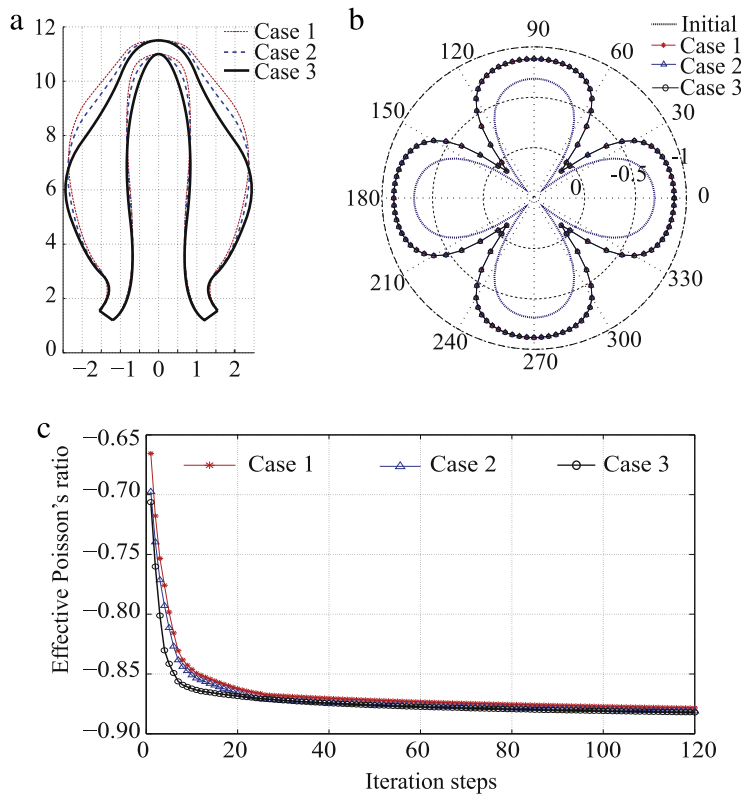 a
12
10
8
6
4
2
0
−2
−1
0
1
2
Case 1
Case 2
Case 3
b
90
60
30
0
330
300
270
240
210
180
150
120
0
-0.5
-1
Initial
Case 1
Case 2
Case 3
c
−0.65
−0.70
−0.75
−0.80
−0.85
−0.90
Effective Poisson's ratio
Case 1
Case 2
Case 3
0
20
40
60
80
100
120
Iteration steps